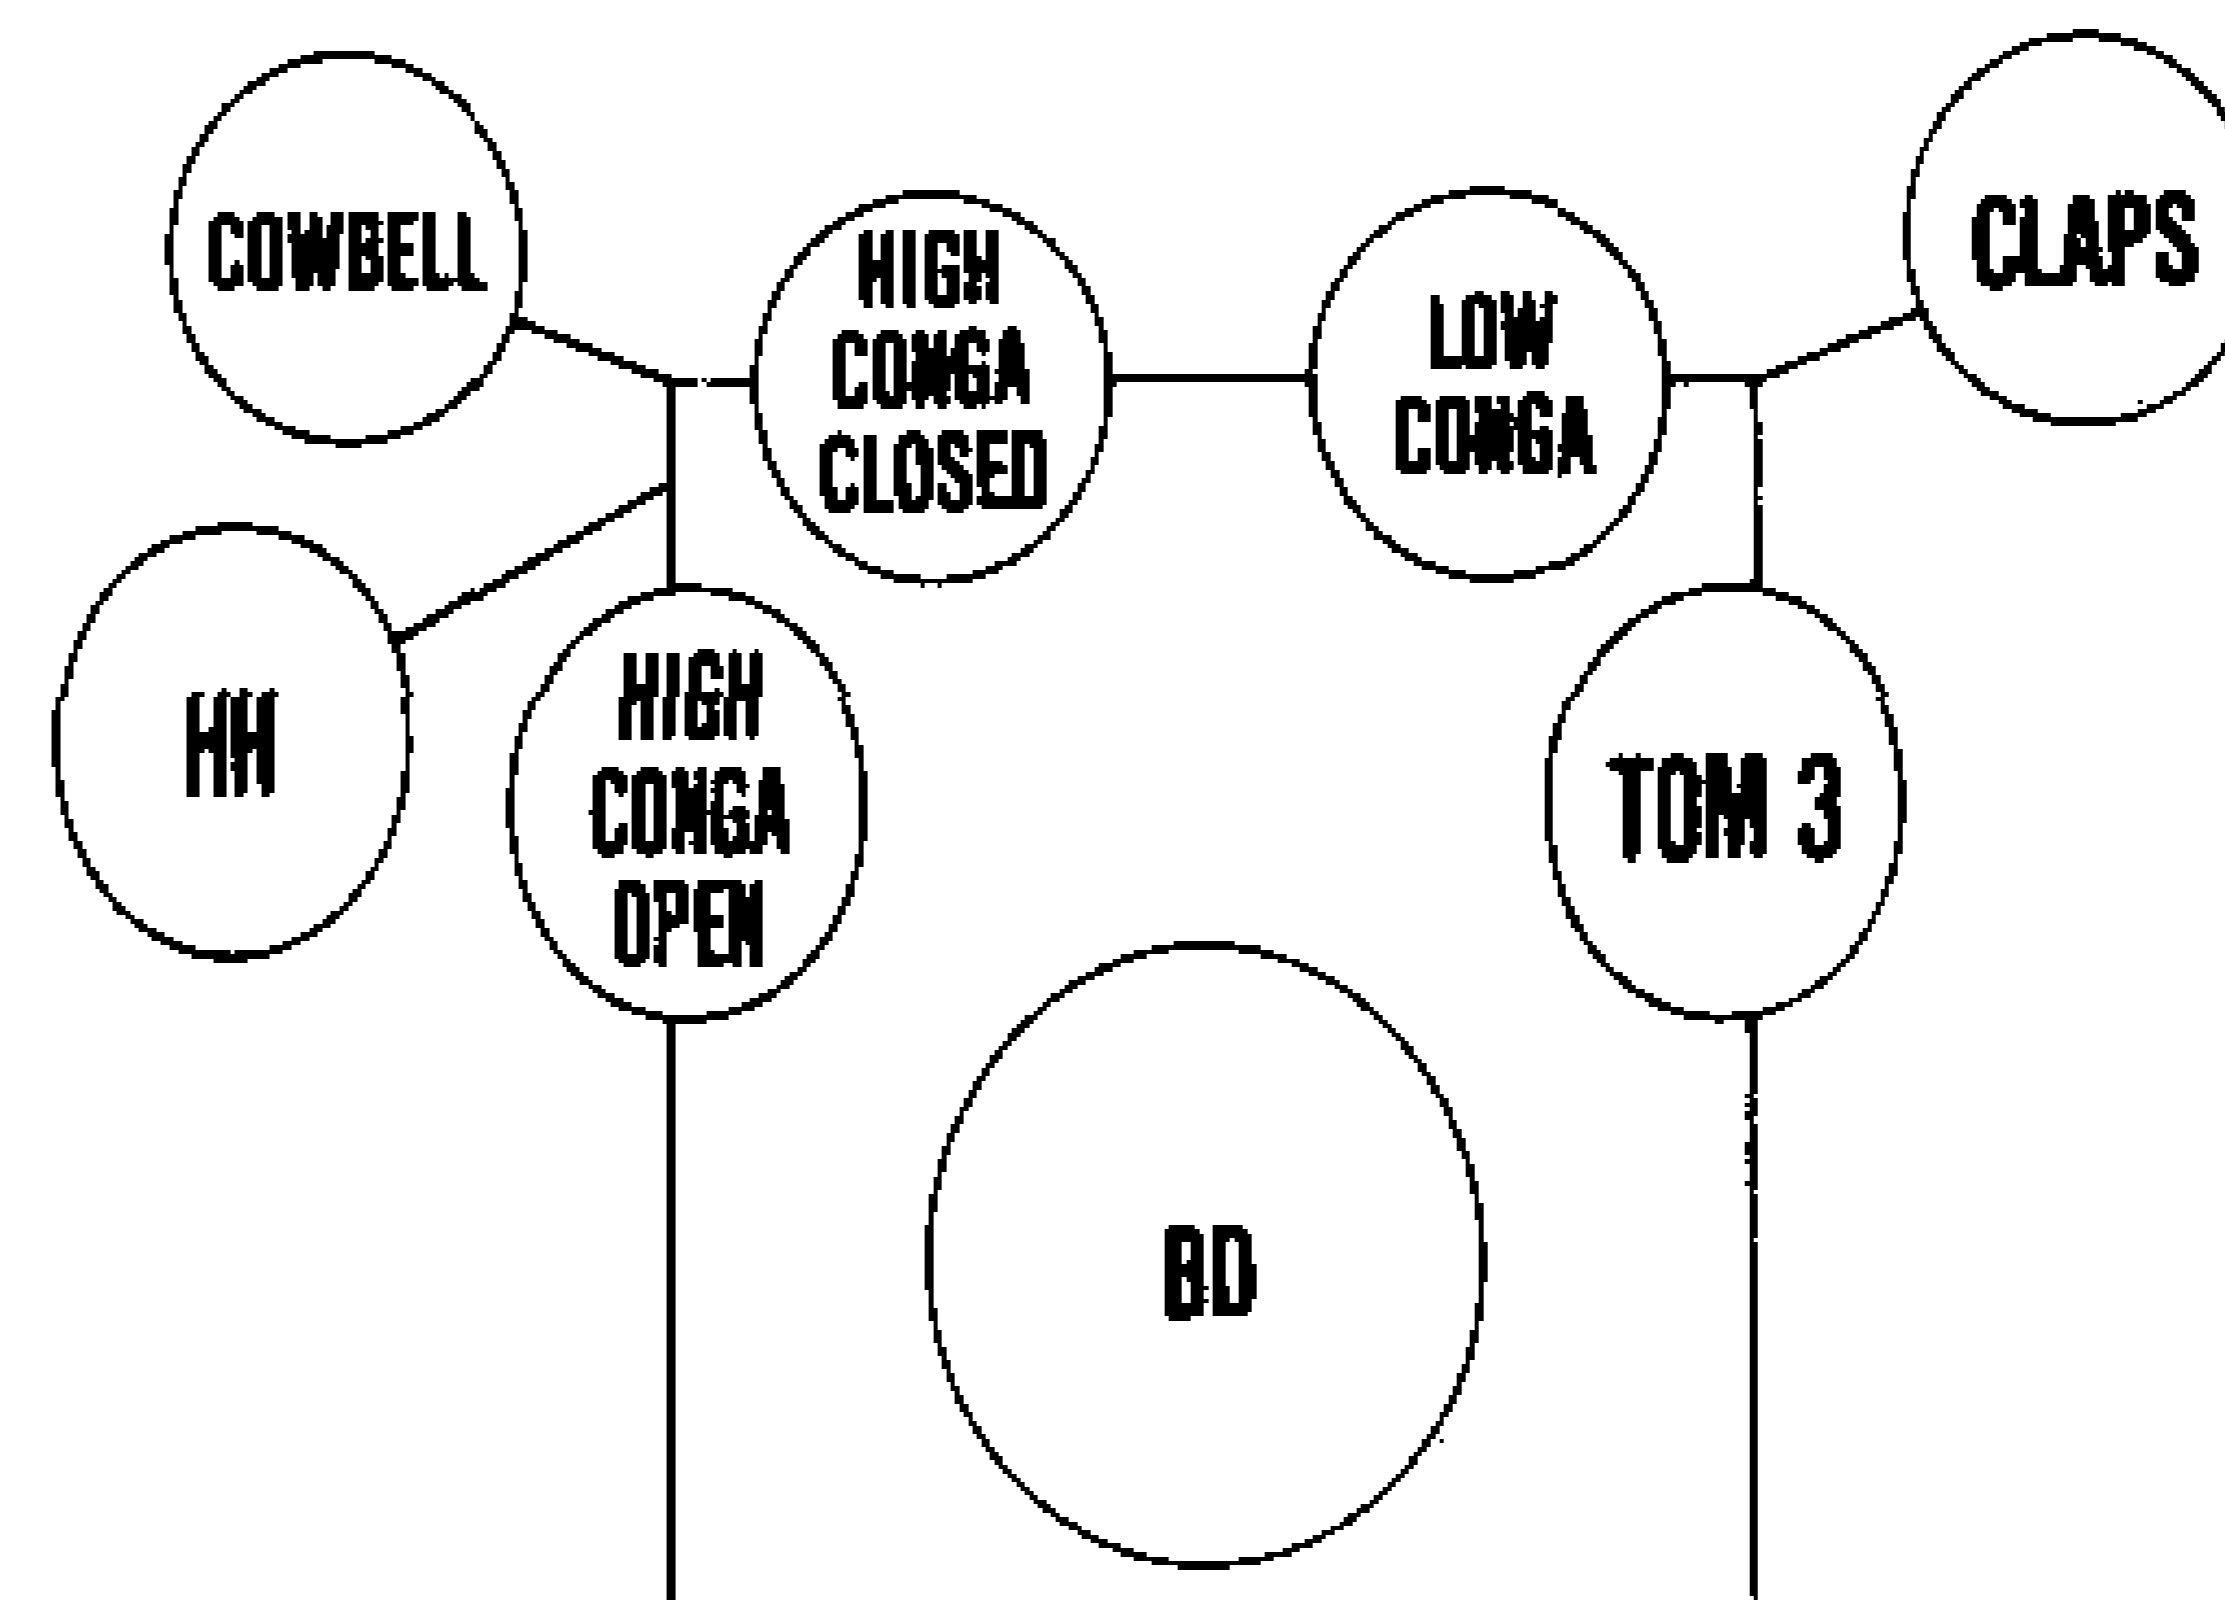 COWBELL
HIGH
CONGA
CLOSED
LOW
CONGA
CLAPS
HH
HIGH
CONGA
OPEN
TOM 3
BD